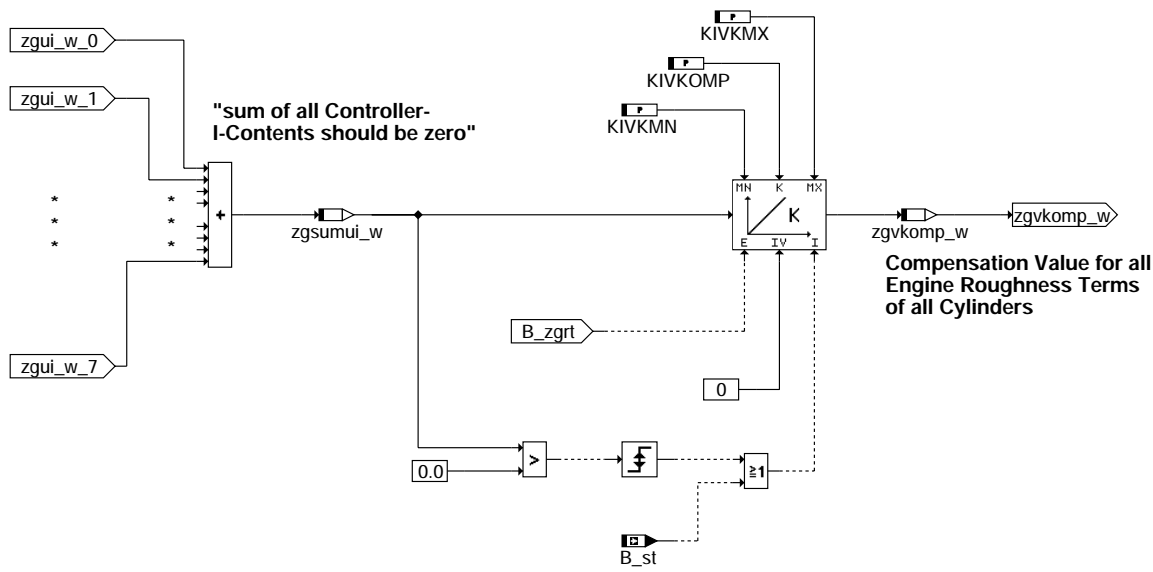 zgui_w_0
zgui_w_1
* *
* *
* *
zgui_w_7
"sum of all Controller-
I-Contents should be zero"
+
zgsumui_w
P
KIVKMX
P
KIVKOMP
P
KIVKMN
MN K MX
K
E IV I
zgvkomp_w
zgvkomp_w
Compensation Value for all
Engine Roughness Terms
of all Cylinders
B_zgrt
0
0.0
>
≧1
B_st